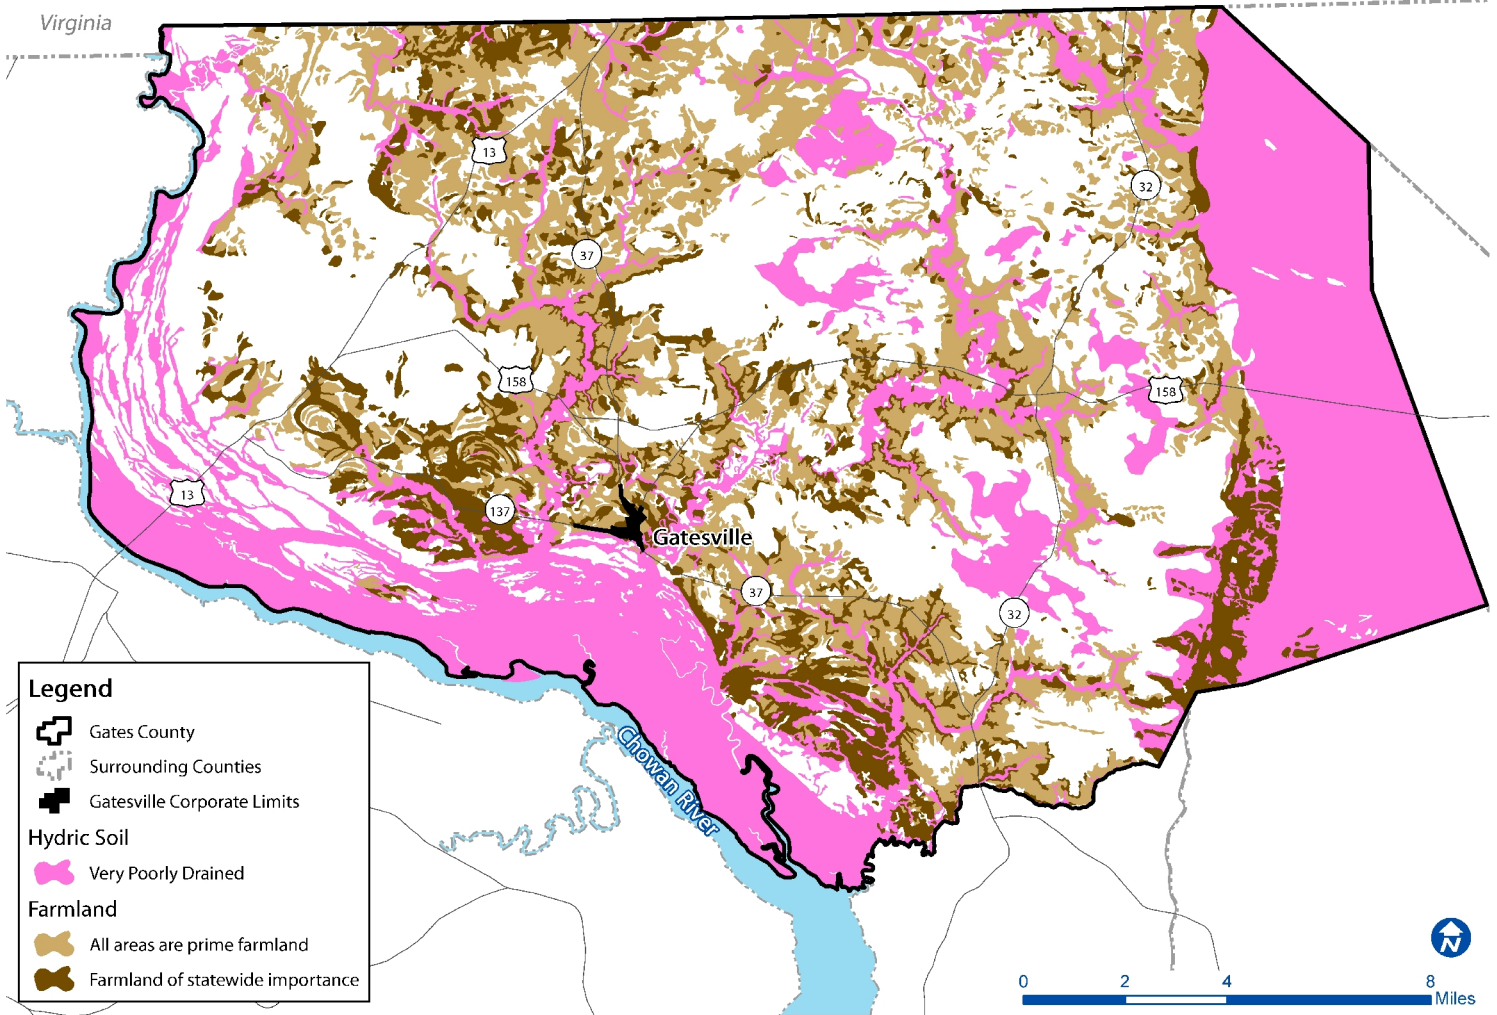 Virginia
13
32
37
158
158
13
137
Gatesville
37
32
Chowan River
Legend
Gates County
Surrounding Counties
Gatesville Corporate Limits
Hydric Soil
Very Poorly Drained
Farmland
All areas are prime farmland
Farmland of statewide importance
N
0 2 4 8
Miles